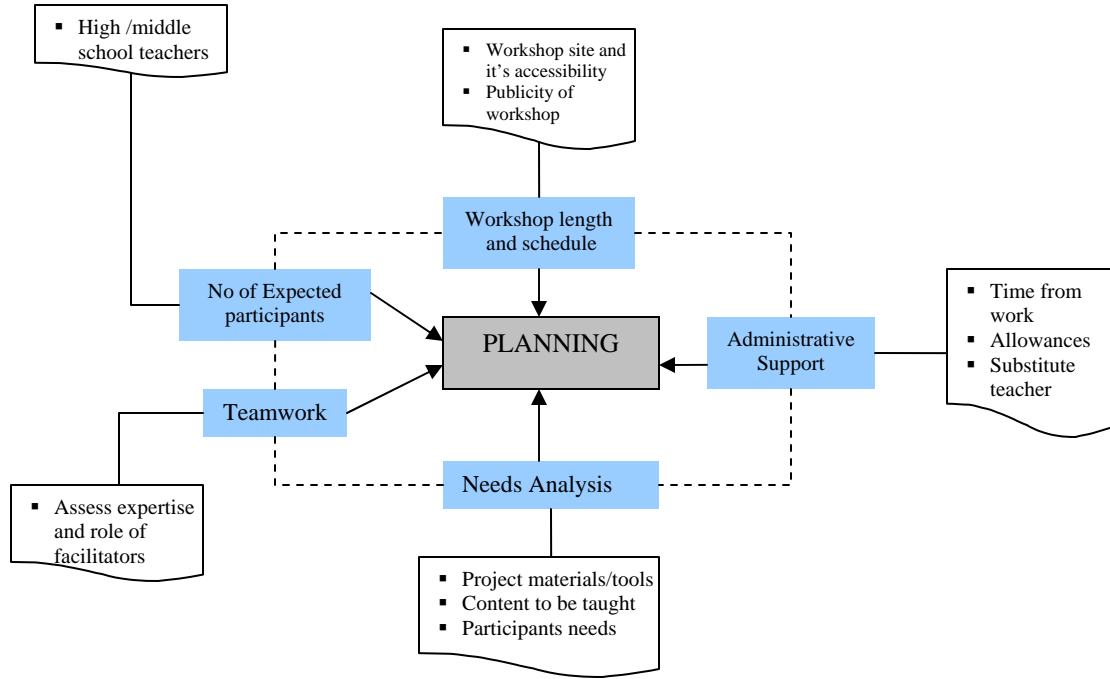 ▪ High /middle
school teachers
▪ Workshop site and
it's accessibility
▪ Publicity of
workshop
Workshop length
and schedule
No of Expected
participants
PLANNING
Administrative
Support
▪ Time from
work
▪ Allowances
▪ Substitute
teacher
Teamwork
Needs Analysis
▪ Assess expertise
and role of
facilitators
▪ Project materials/tools
▪ Content to be taught
▪ Participants needs